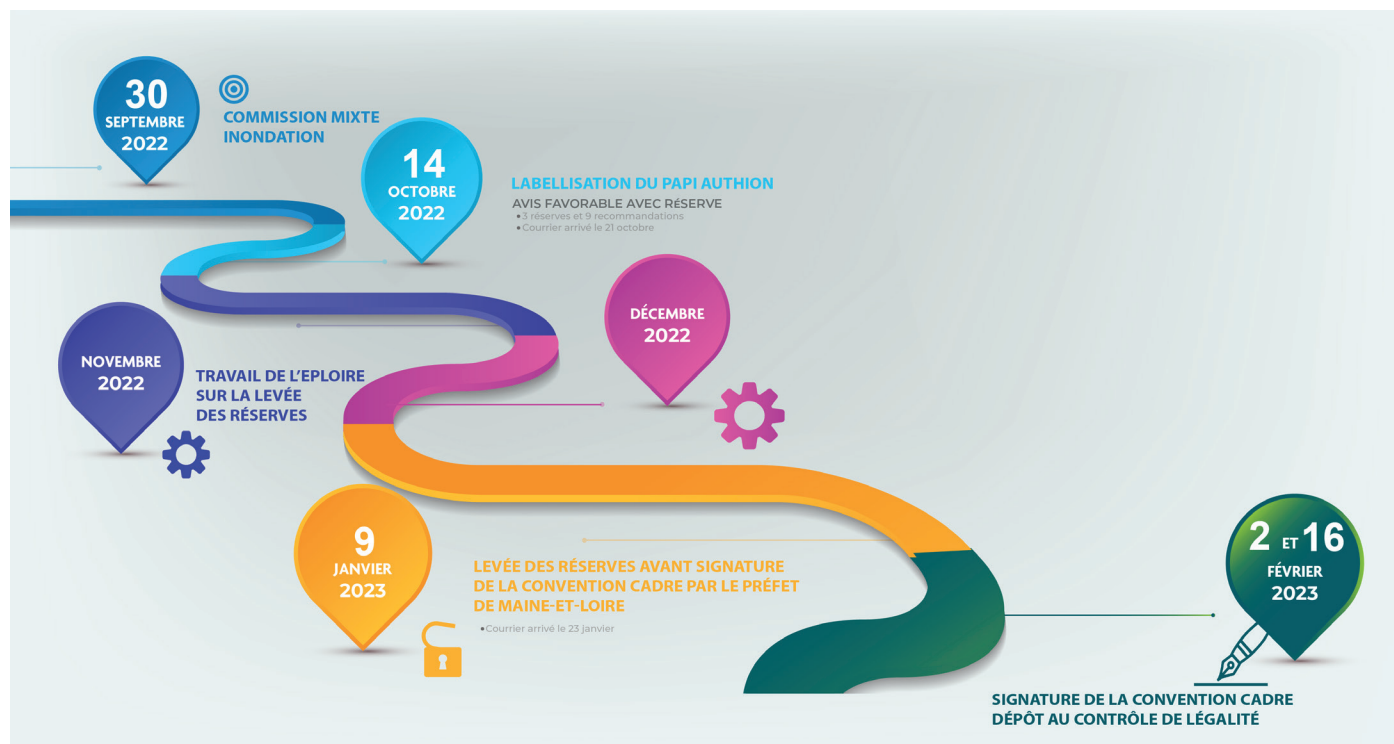 30
SEPTEMBRE
2022
COMMISSION MIXTE
INONDATION
14
OCTOBRE
2022
LABELLISATION DU PAPI AUTHION
AVIS FAVORABLE AVEC RÉSERVE
• 3 réserves et 9 recommandations
• Courrier arrivé le 21 octobre
DÉCEMBRE
2022
NOVEMBRE
2022
TRAVAIL DE L'EPLOIRE
SUR LA LEVÉE
DES RÉSERVES
9
JANVIER
2023
LEVÉE DES RÉSERVES AVANT SIGNATURE
DE LA CONVENTION CADRE PAR LE PRÉFET
DE MAINE-ET-LOIRE
• Courrier arrivé le 23 janvier
2 ET 16
FÉVRIER
2023
SIGNATURE DE LA CONVENTION CADRE
DÉPÔT AU CONTRÔLE DE LÉGALITÉ